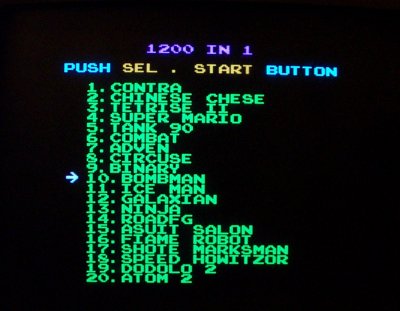 1200 IN 1
PUSH SEL . START BUTTON
1. CONTRA
2. CHINESE CHESE
3. TETRISE II
4. SUPER MARIO
5. TANK 90
6. COMBAT
7. ADVEN
8. CIRCUSE
9. BINARY
10. BOMBMAN
11. ICE MAN
12. GALAXIAN
13. NINJA
14. ROADFG
15. ASUIT SALON
16. FIAME ROBOT
17. SHOTE MARKSMAN
18. SPEED HOWITZOR
19. DODOLO 2
20. ATOM 2